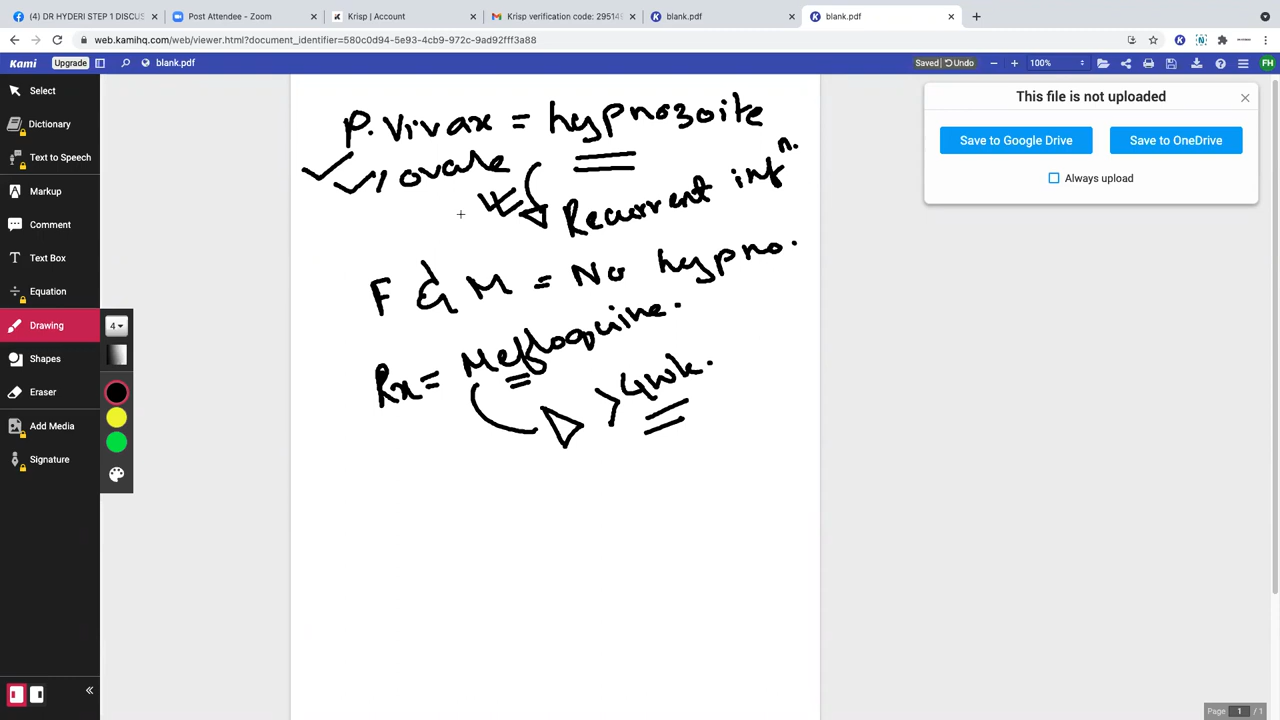 (4) DR HYDERI STEP 1 DISCUS
Post Attendee - Zoom
Krisp | Account
Krisp verification code: 29514
blank.pdf
blank.pdf
web.kamihq.com/web/viewer.html?document_identifier=580c0d94-5e93-4cb9-972c-9ad92fff3a88
Kami
Upgrade
blank.pdf
Saved
Undo
100%
FH
Select
Dictionary
Text to Speech
Markup
Comment
Text Box
Equation
Drawing
Shapes
Eraser
Add Media
Signature
4
This file is not uploaded
Save to Google Drive
Save to OneDrive
Always upload
P. Vivax = hypnozoite
, ovale
Recurrent infn.
F & M = No hypno.
Rx = Mefloquine.
> 4wk.
Page 1 / 1